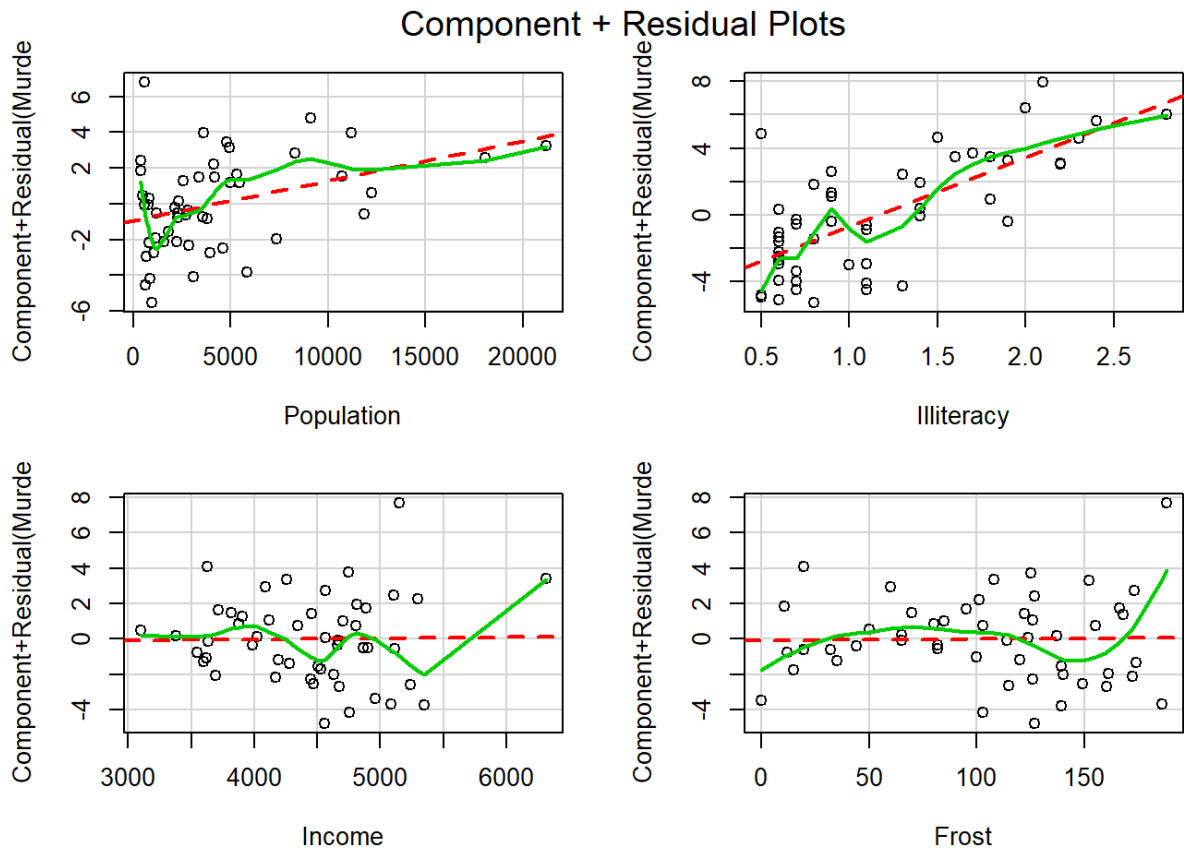 Component + Residual Plots
Component+Residual(Murde
6
2
-2
-6
0 5000 10000 15000 20000
Population
Component+Residual(Murde
8
4
0
-4
0.5 1.0 1.5 2.0 2.5
Illiteracy
Component+Residual(Murde
8
6
4
2
0
-4
3000 4000 5000 6000
Income
Component+Residual(Murde
8
6
4
2
0
-4
0 50 100 150
Frost